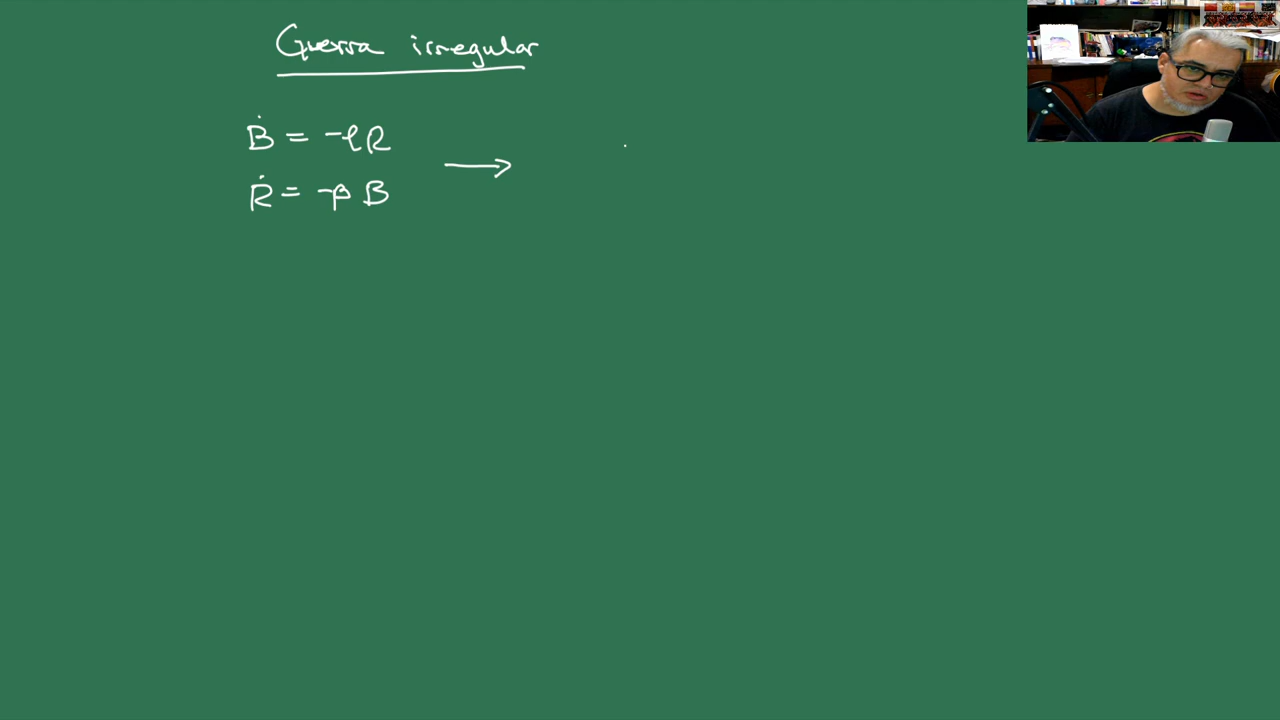 Guerra irregular
Ḃ = -ρR
Ṙ = -β B
→